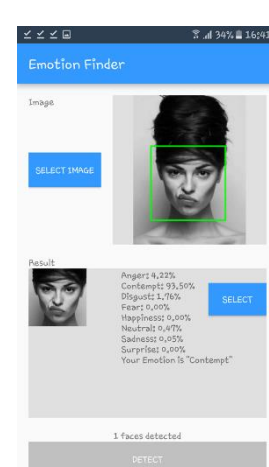 34% 16:41
Emotion Finder
Image
SELECT IMAGE
Result
Anger: 4,22%
Contempt: 93,50%
Disgust: 1,76%
Fear: 0,00%
Happiness: 0,00%
Neutral: 0,47%
Sadness: 0,05%
Surprise: 0,00%
Your Emotion is "Contempt"
SELECT
1 faces detected
DETECT